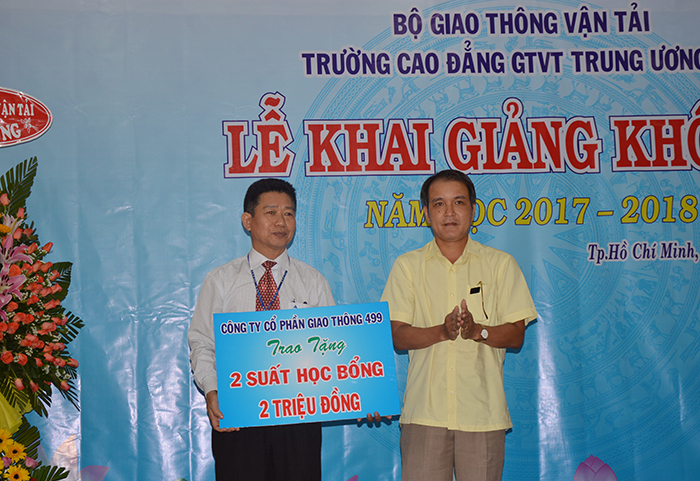 BỘ GIAO THÔNG VẬN TẢI
TRƯỜNG CAO ĐẲNG GTVT TRUNG ƯƠNG
LỄ KHAI GIẢNG
NĂM HỌC 2017 – 2018
Tp.Hồ Chí Minh,
VẬN TẢI
CÔNG TY CỔ PHẦN GIAO THÔNG 499
Trao Tặng
2 SUẤT HỌC BỔNG
2 TRIỆU ĐỒNG